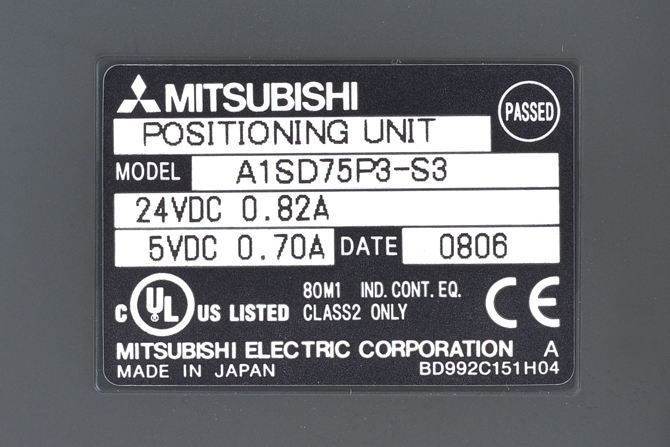 MITSUBISHI
PASSED
POSITIONING UNIT
MODEL A1SD75P3-S3
24VDC 0.82A
5VDC 0.70A DATE 0806
C UL ® US LISTED
80M1 IND. CONT. EQ.
CLASS2 ONLY
CE
MITSUBISHI ELECTRIC CORPORATION A
MADE IN JAPAN BD992C151H04